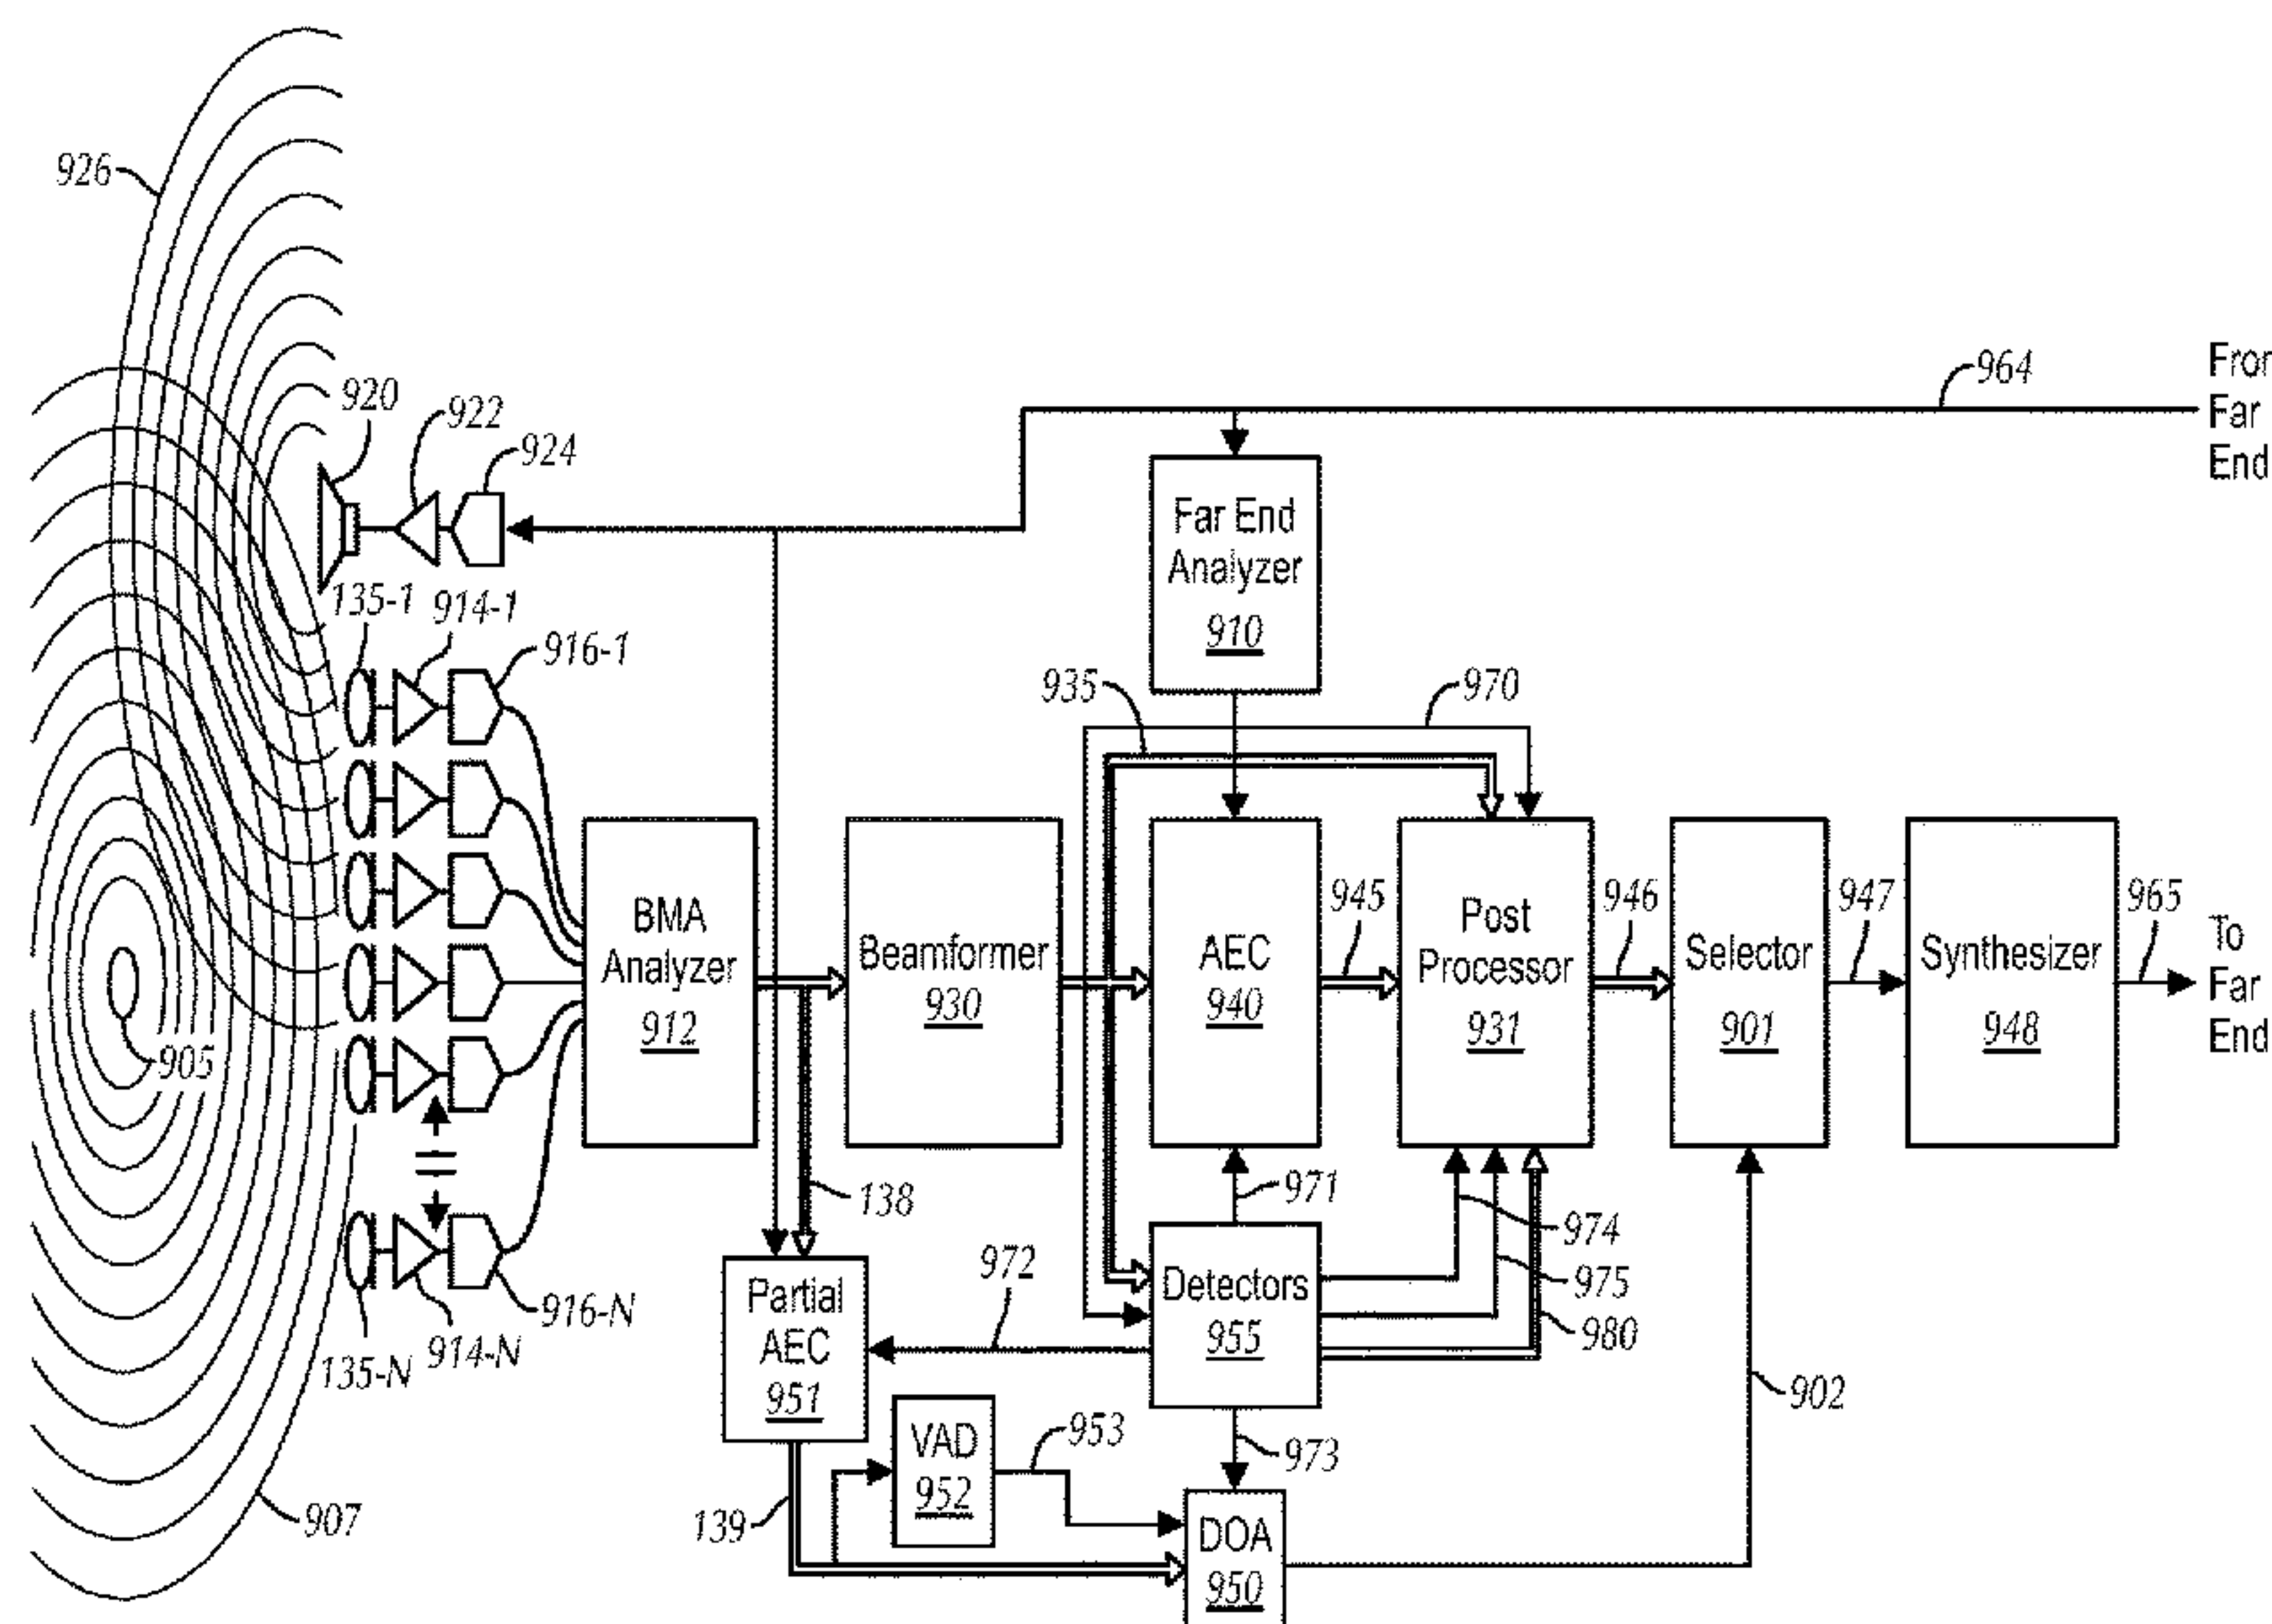 926
964
Fron
Far
End
920
922
924
Far End
Analyzer
910
135-1
914-1
916-1
935
970
BMA
Analyzer
912
Beamformer
930
AEC
940
945
Post
Processor
931
946
Selector
901
947
Synthesizer
948
965
To
Far
End
905
138
971
974
975
980
972
Partial
AEC
951
Detectors
955
916-N
914-N
135-N
902
VAD
952
953
973
139
907
DOA
950